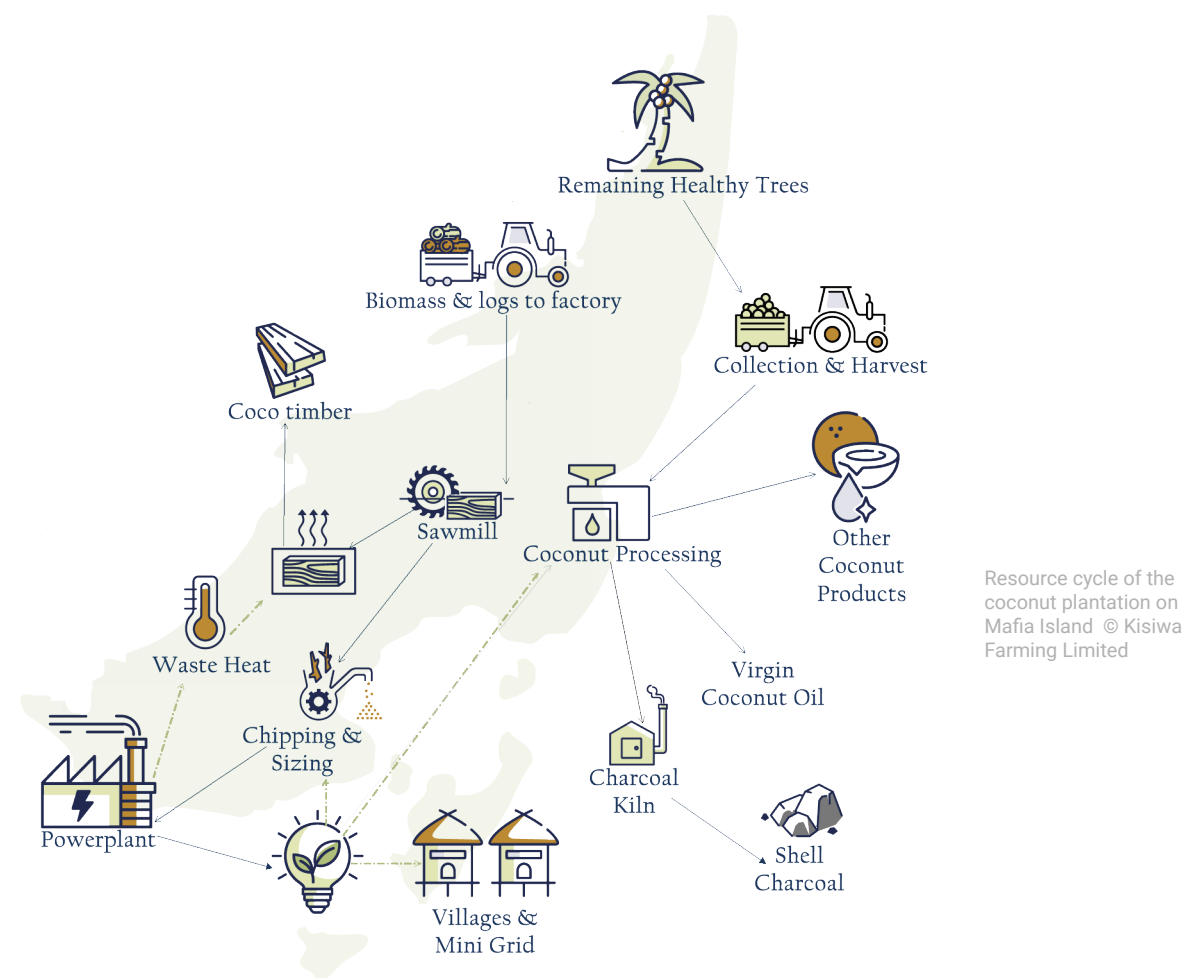 Remaining Healthy Trees
Biomass & logs to factory
Collection & Harvest
Coco timber
Sawmill
Coconut Processing
Other
Coconut
Products
Resource cycle of the
coconut plantation on
Mafia Island © Kisiwa
Farming Limited
Waste Heat
Virgin
Coconut Oil
Chipping &
Sizing
Charcoal
Kiln
Powerplant
Shell
Charcoal
Villages &
Mini Grid